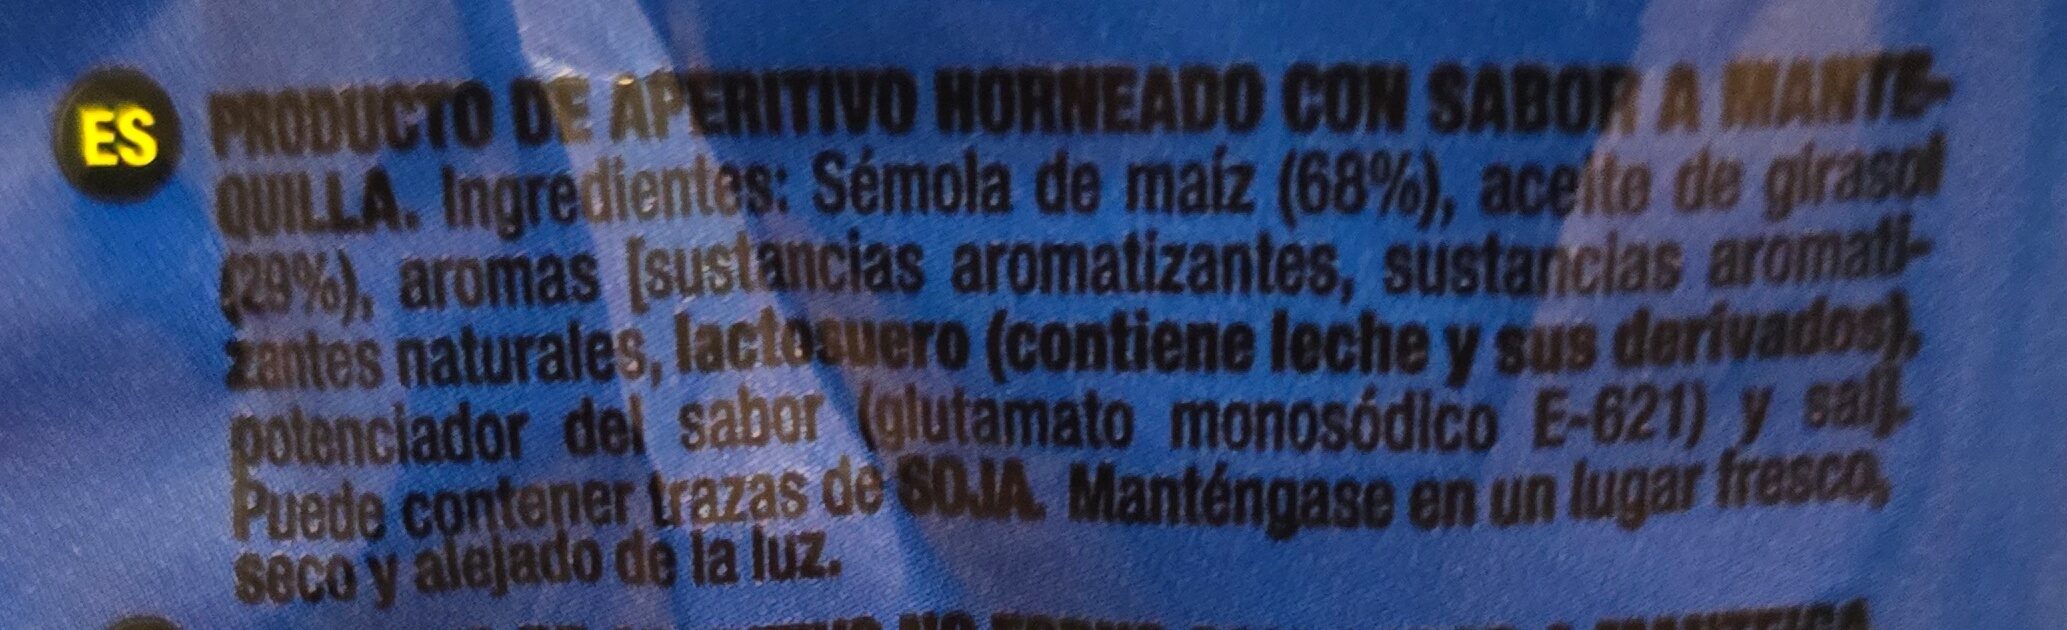 ES
PRODUCTO DE APERITIVO HORNEADO CON SABOR A MANTE-
QUILLA. Ingredientes: Sémola de maíz (68%), aceite de girasol
(29%), aromas [sustancias aromatizantes, sustancias aromati-
zantes naturales, lactosuero (contiene leche y sus derivados),
potenciador del sabor (glutamato monosódico E-621) y sal].
Puede contener trazas de SOJA. Manténgase en un lugar fresco,
seco y alejado de la luz.